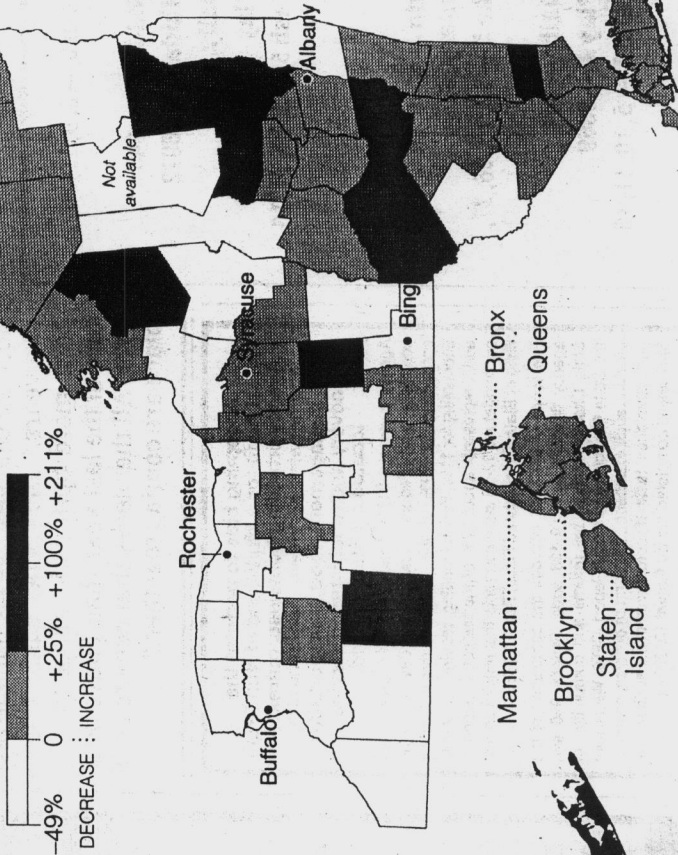 –49% 0 +25% +100% +211%
DECREASE ⋮ INCREASE
Not
available
Albany
Syracuse
Rochester
Buffalo
Bing
Bronx
Queens
Manhattan
Brooklyn
Staten
Island